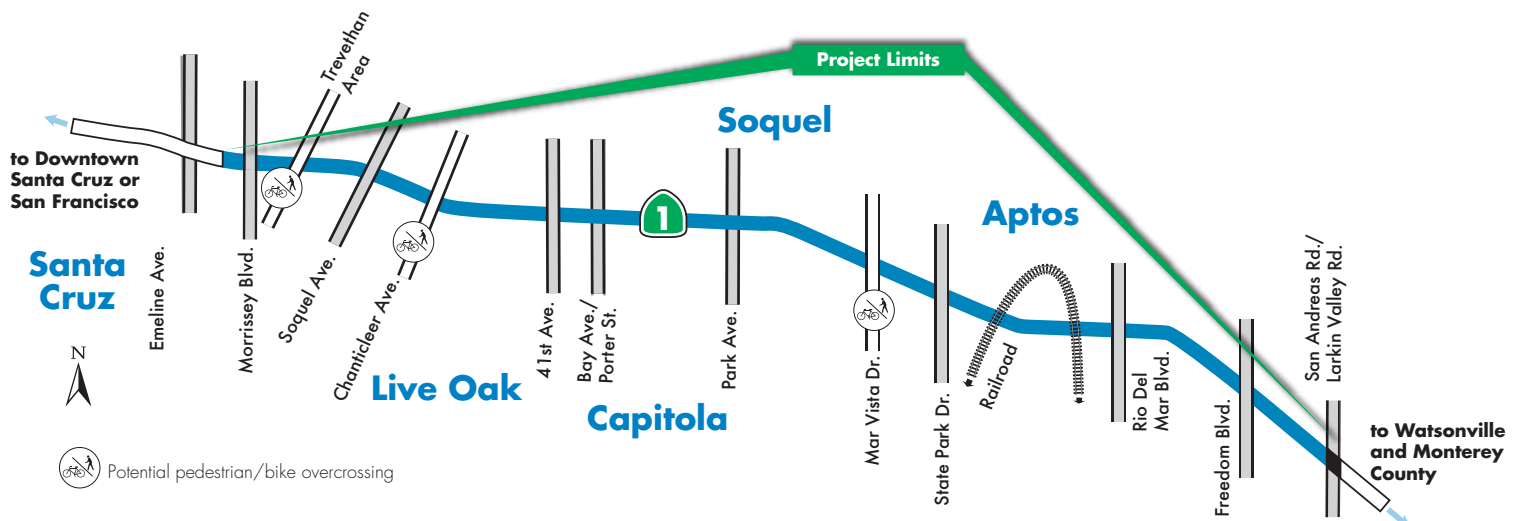 Project Limits
Trevethan
Area
Soquel
to Downtown
Santa Cruz or
San Francisco
1
Aptos
Santa
Cruz
Emeline Ave.
Morrissey Blvd.
Soquel Ave.
Chanticleer Ave.
41st Ave.
Bay Ave./
Porter St.
Park Ave.
Mar Vista Dr.
State Park Dr.
Railroad
Rio Del
Mar Blvd.
Freedom Blvd.
San Andreas Rd./
Larkin Valley Rd.
N
Live Oak
Capitola
to Watsonville
and Monterey
County
Potential pedestrian/bike overcrossing